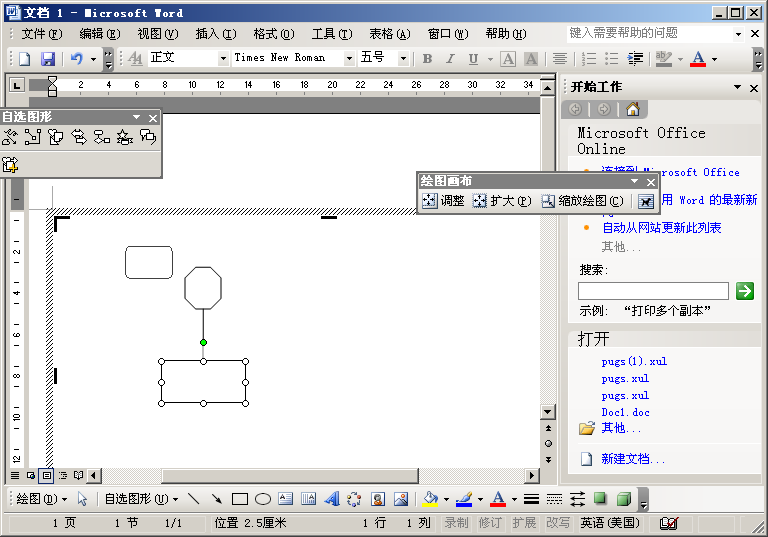 文档 1 - Microsoft Word
文件(F) 编辑(E) 视图(V) 插入(I) 格式(O) 工具(T) 表格(A) 窗口(W) 帮助(H) 键入需要帮助的问题
正文 Times New Roman 五号 B I U A A A
L 2 4 6 8 10 12 14 16 18 20 22 24 26 28 30 32 34
开始工作
自选图形
Microsoft Office
Online
连接到 Microsoft Office
绘图画布
调整 扩大(P) 缩放绘图(C)
用 Word 的最新新
自动从网站更新此列表
其他...
搜索:
示例: “打印多个副本”
打开
pugs(1).xul
pugs.xul
pugs.xul
Doc1.doc
其他...
新建文档...
2
4
6
8
10
12
绘图(D) 自选图形(U) A A
1 页 1 节 1/1 位置 2.5厘米 1 行 1 列 录制 修订 扩展 改写 英语(美国)